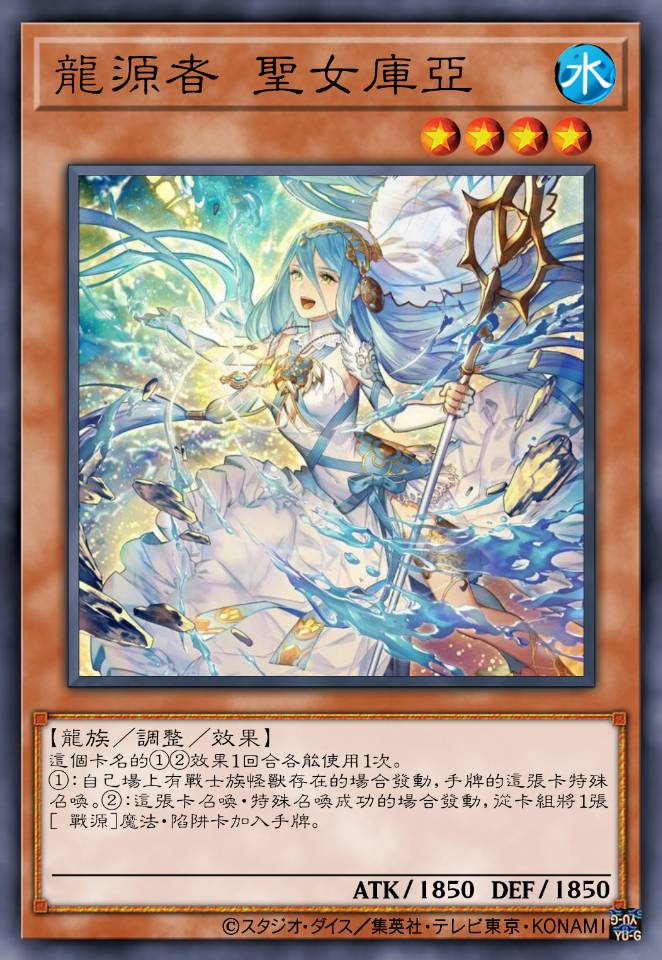 龍源者 聖女庫亞
水
【龍族／調整／效果】
這個卡名的①②效果1回合各能使用1次。
①:自己場上有戰士族怪獸存在的場合發動,手牌的這張卡特殊
召喚。②:這張卡召喚・特殊召喚成功的場合發動,從卡組將1張
[ 戰源]魔法・陷阱卡加入手牌。
ATK/1850 DEF/1850
©スタジオ・ダイス／集英社・テレビ東京・KONAMI